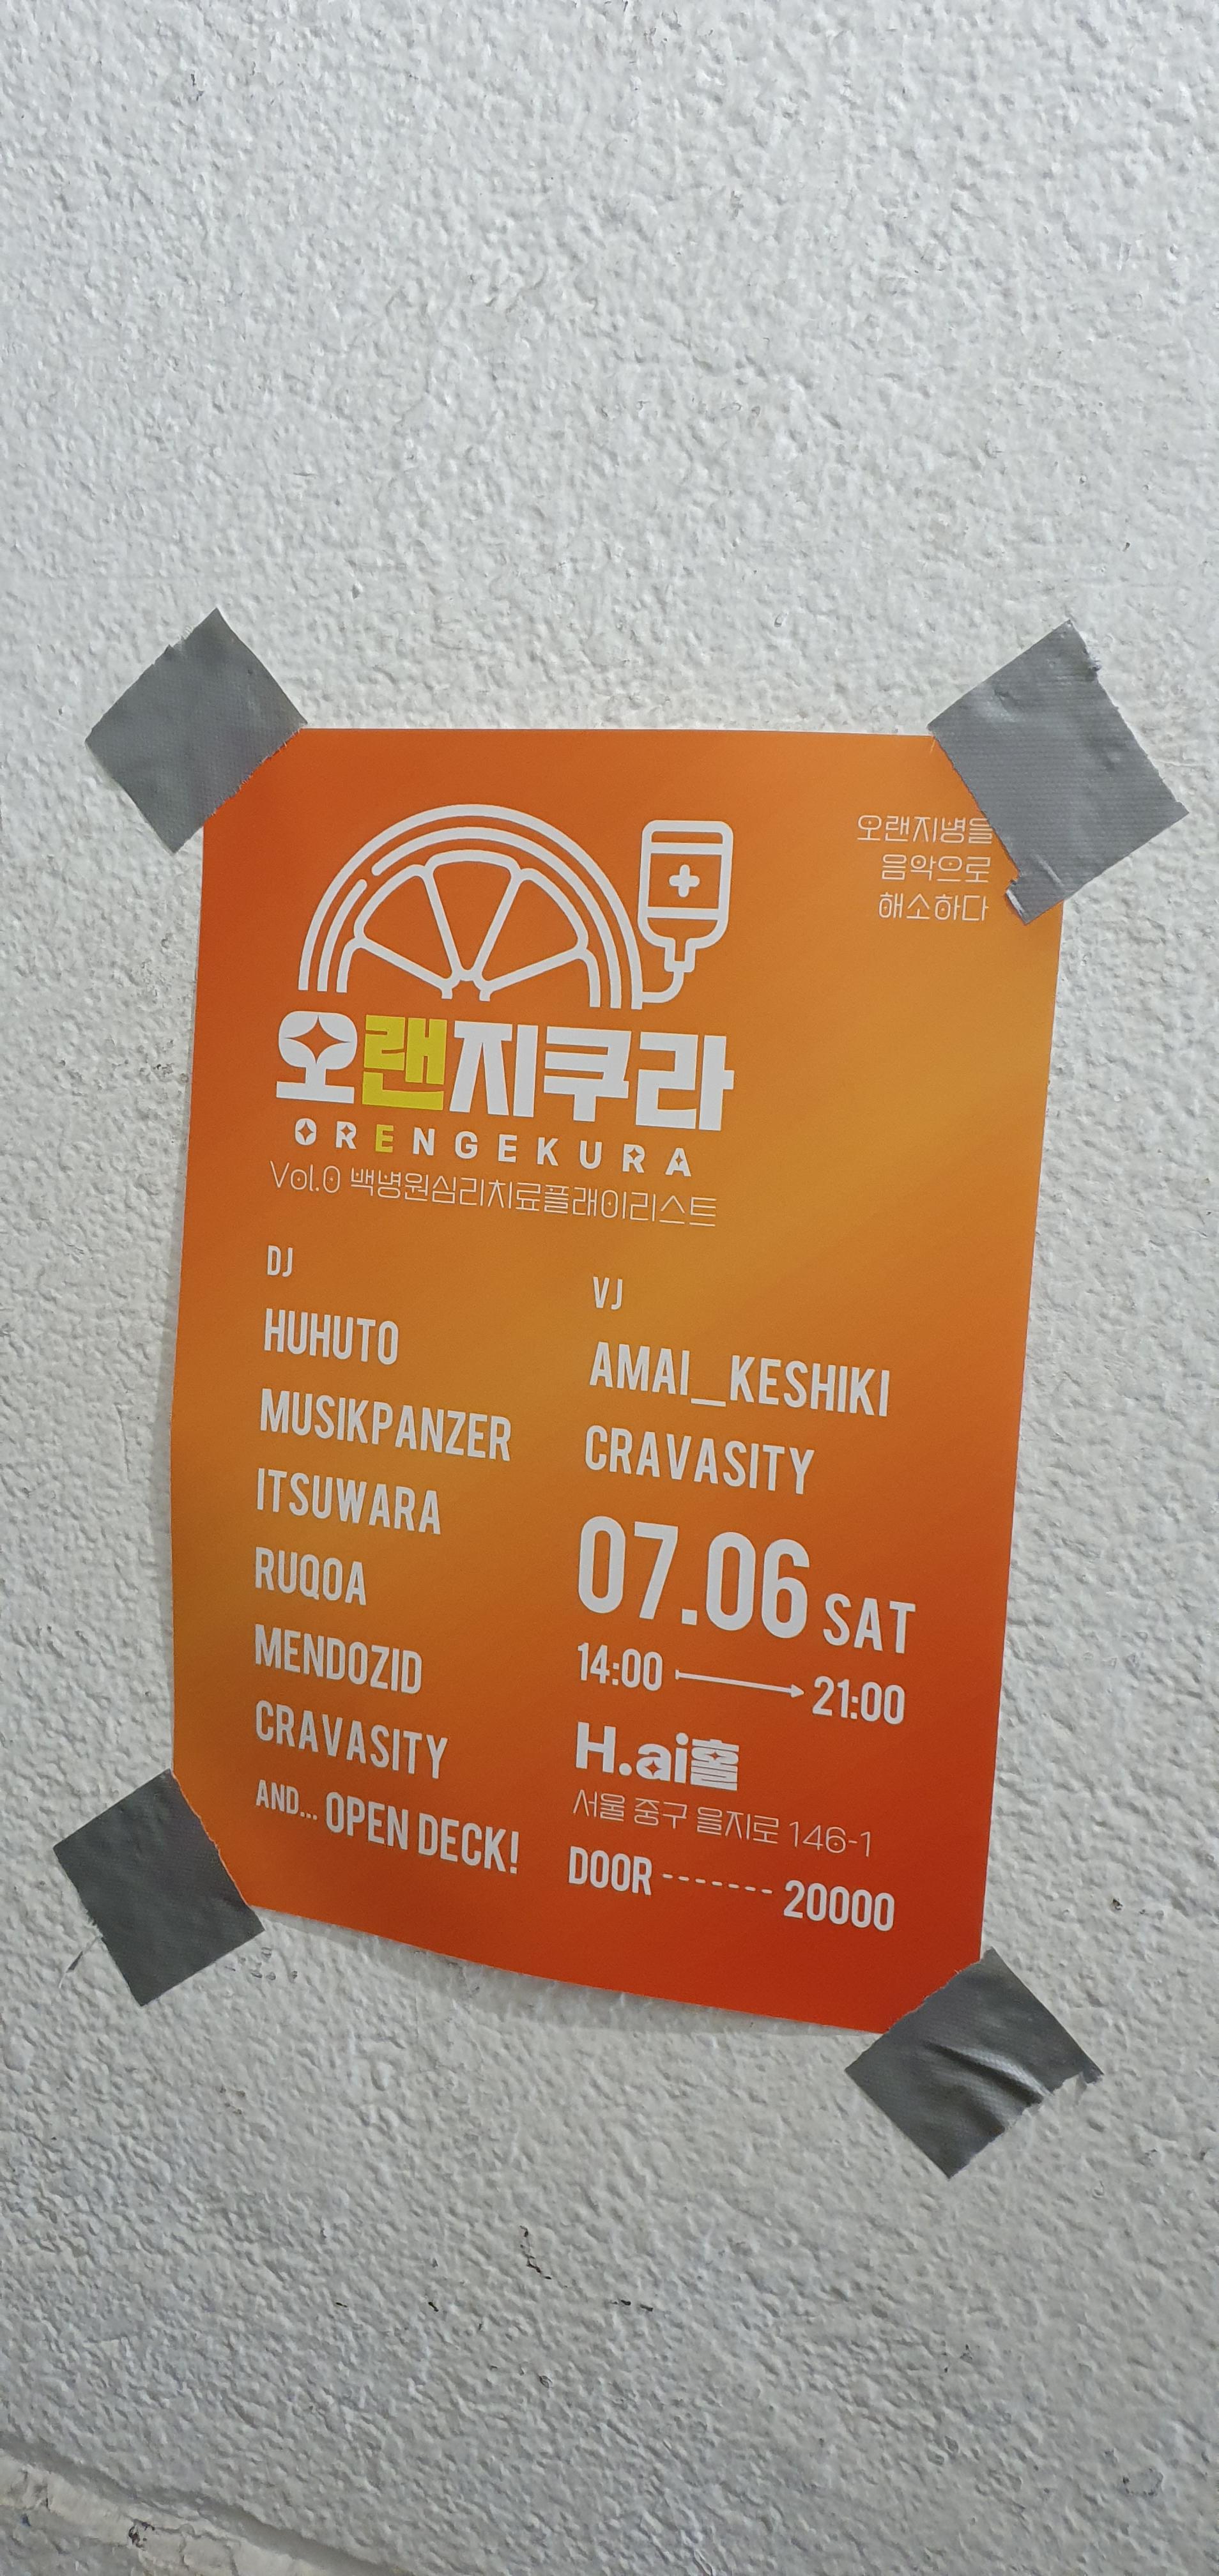 오랜지병을
음악으로
해소하다
오랜지쿠라
ORENGEKURA
Vol.0 백병원심리치료플래이리스트
DJ
HUHUTO
MUSIKPANZER
ITSUWARA
RUQOA
MENDOZID
CRAVASITY
AND... OPEN DECK!
VJ
AMAI_KESHIKI
CRAVASITY
07.06 SAT
14:00 → 21:00
H.ai홀
서울 중구 을지로 146-1
DOOR ------- 20000